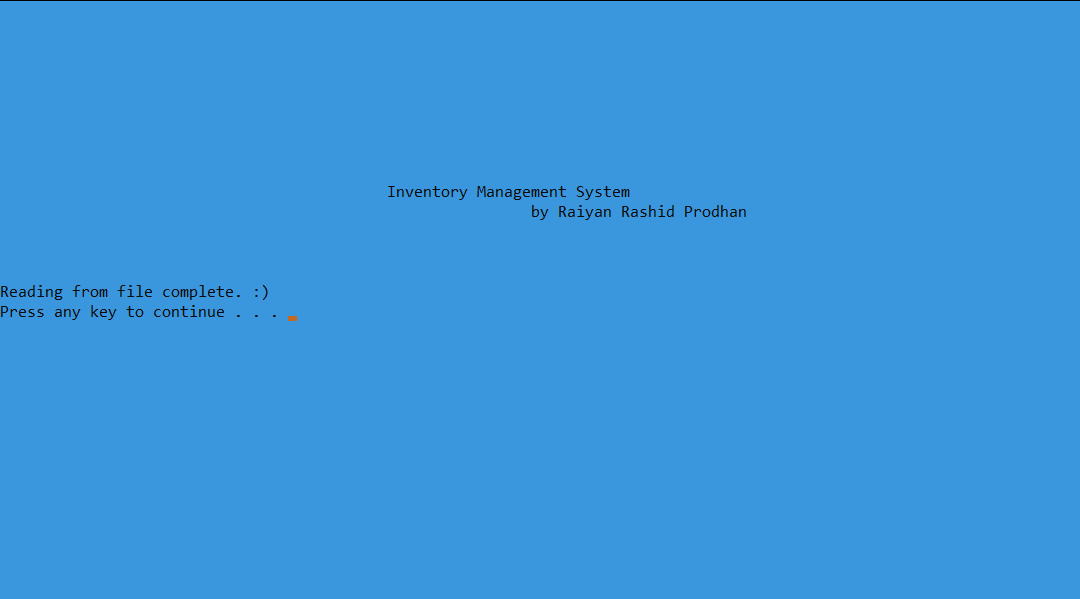 Inventory Management System
by Raiyan Rashid Prodhan
Reading from file complete. :)
Press any key to continue . . .